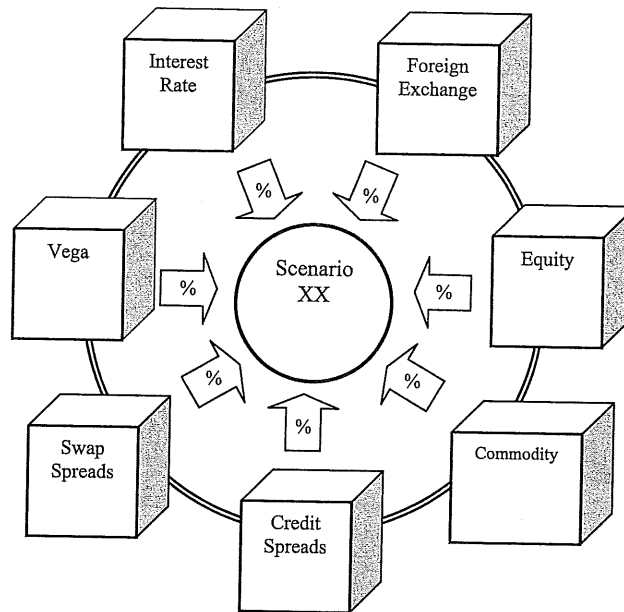 Interest
Rate
Foreign
Exchange
%
%
Vega
%
Scenario
XX
%
Equity
%
%
%
Swap
Spreads
Credit
Spreads
Commodity